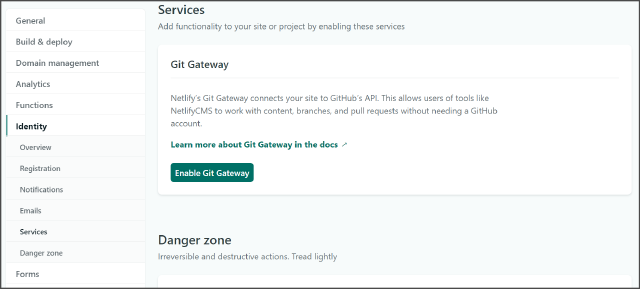 General
Build & deploy
Domain management
Analytics
Functions
Identity
Overview
Registration
Notifications
Emails
Services
Danger zone
Forms
Services
Add functionality to your site or project by enabling these services
Git Gateway
Netlify's Git Gateway connects your site to GitHub's API. This allows users of tools like
NetlifyCMS to work with content, branches, and pull requests without needing a GitHub
account.
Learn more about Git Gateway in the docs ↗
Enable Git Gateway
Danger zone
Irreversible and destructive actions. Tread lightly